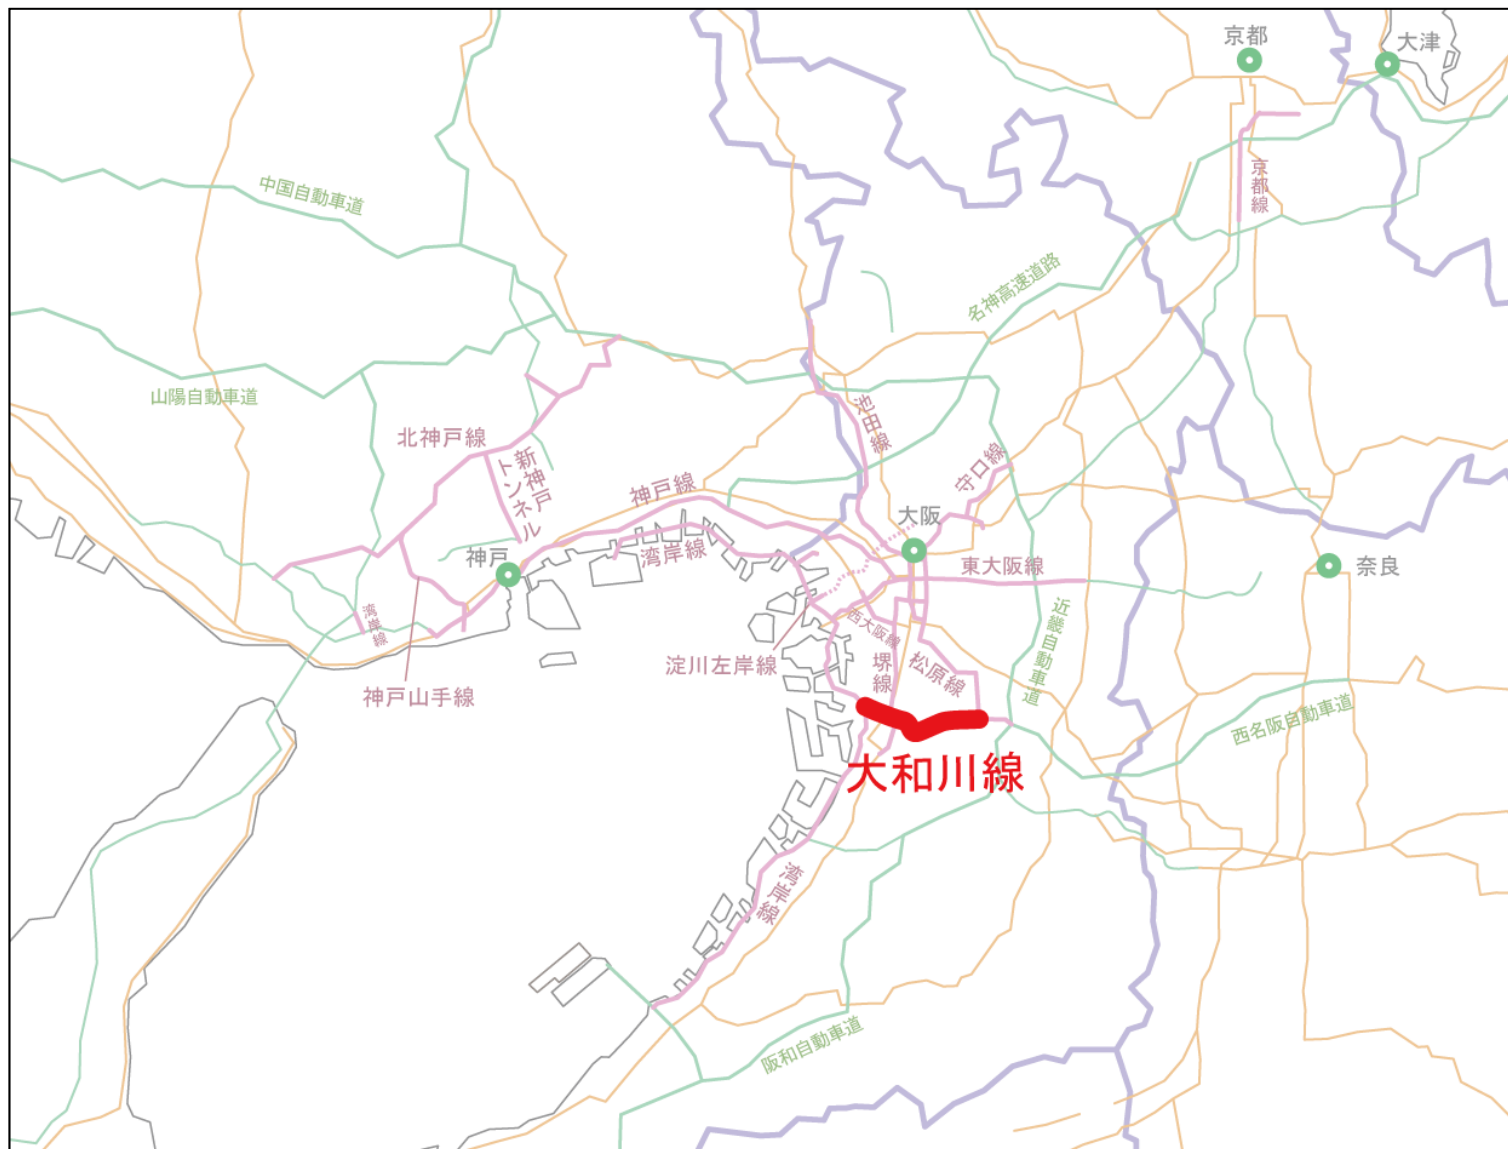 京都
大津
京都線
中国自動車道
名神高速道路
山陽自動車道
池田線
北神戸線
新神戸
トンネル
守口線
神戸線
大阪
湾岸線
神戸
東大阪線
奈良
湾岸線
西大阪線
近畿自動車道
淀川左岸線
堺線
松原線
神戸山手線
西名阪自動車道
大和川線
湾岸線
阪和自動車道